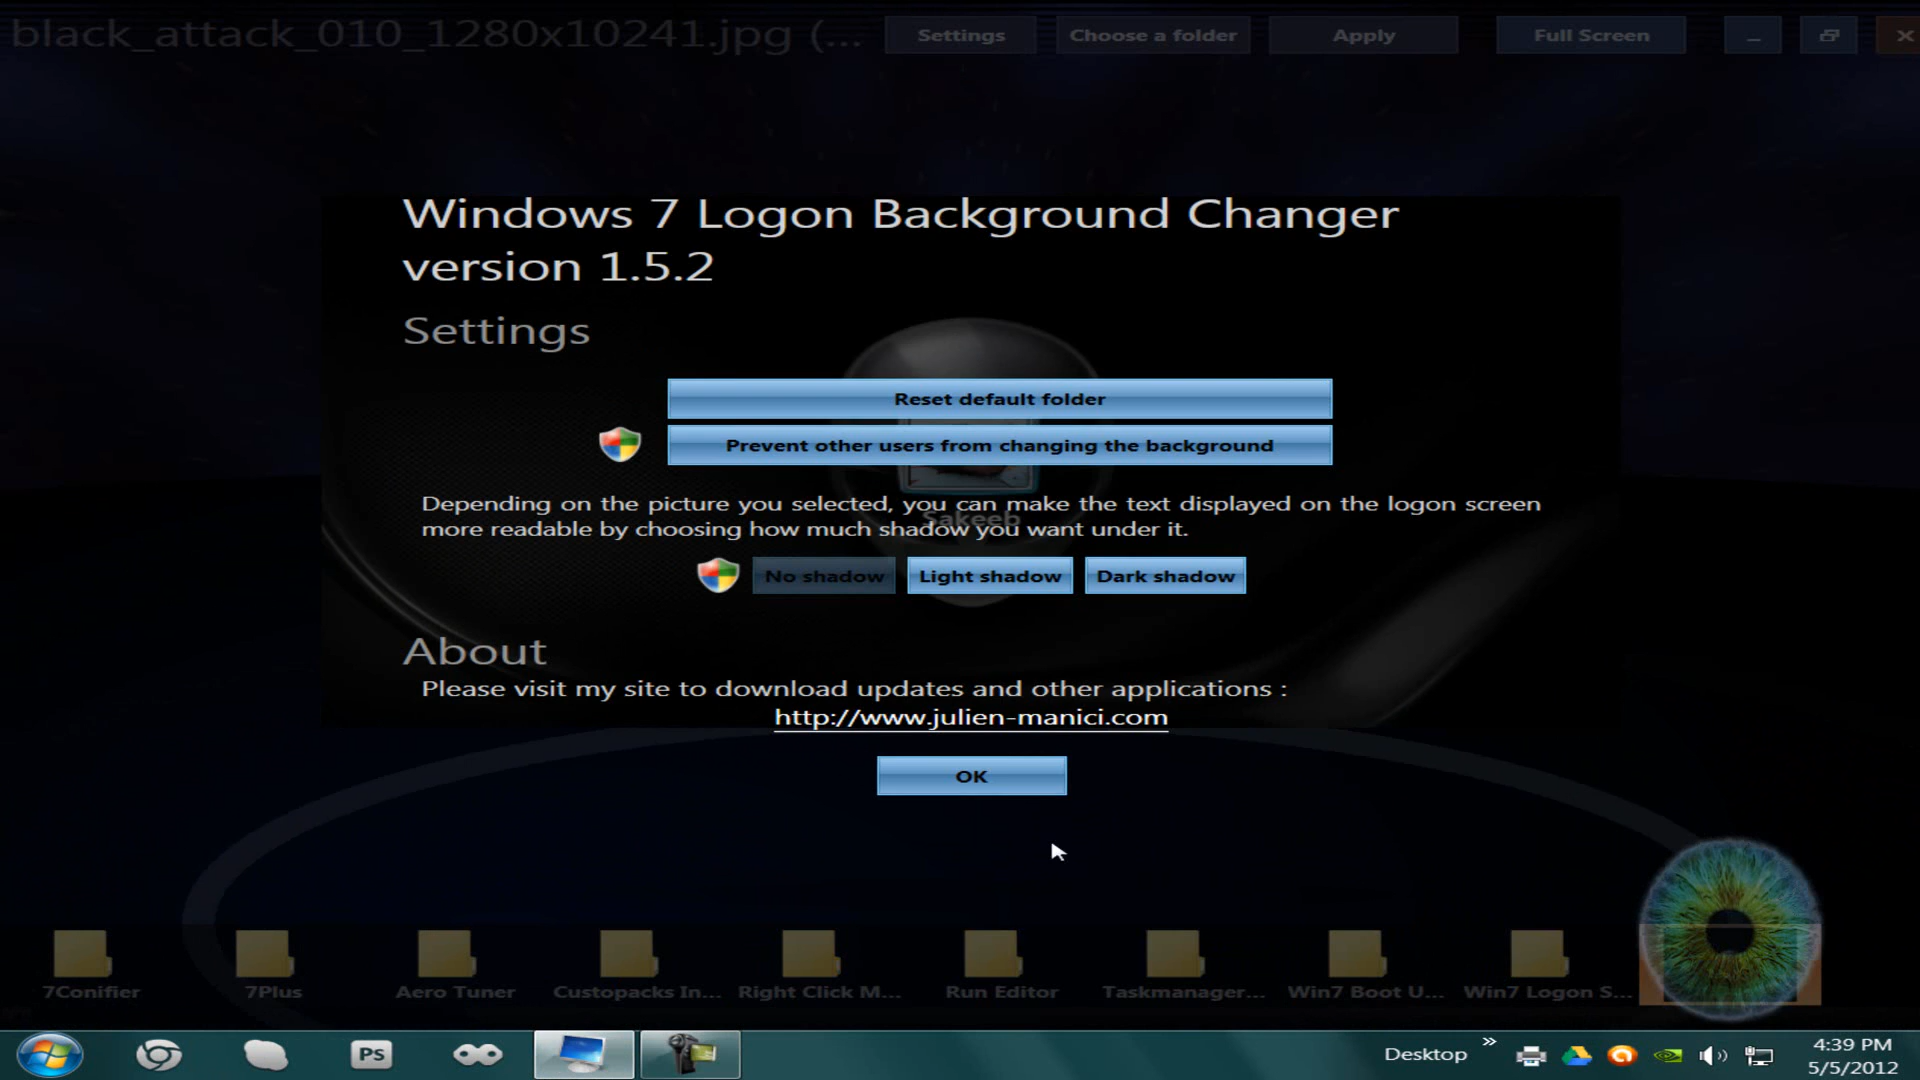 black_attack_010_1280x10241.jpg (...
Settings
Choose a folder
Apply
Full Screen
Windows 7 Logon Background Changer
version 1.5.2
Settings
Reset default folder
Prevent other users from changing the background
Depending on the picture you selected, you can make the text displayed on the logon screen
more readable by choosing how much shadow you want under it.
Sakeeb
No shadow
Light shadow
Dark shadow
About
Please visit my site to download updates and other applications :
http://www.julien-manici.com
OK
7Conifier
7Plus
Aero Tuner
Custopacks In...
Right Click M...
Run Editor
Taskmanager...
Win7 Boot U...
Win7 Logon S...
PS
Desktop
»
4:39 PM
5/5/2012